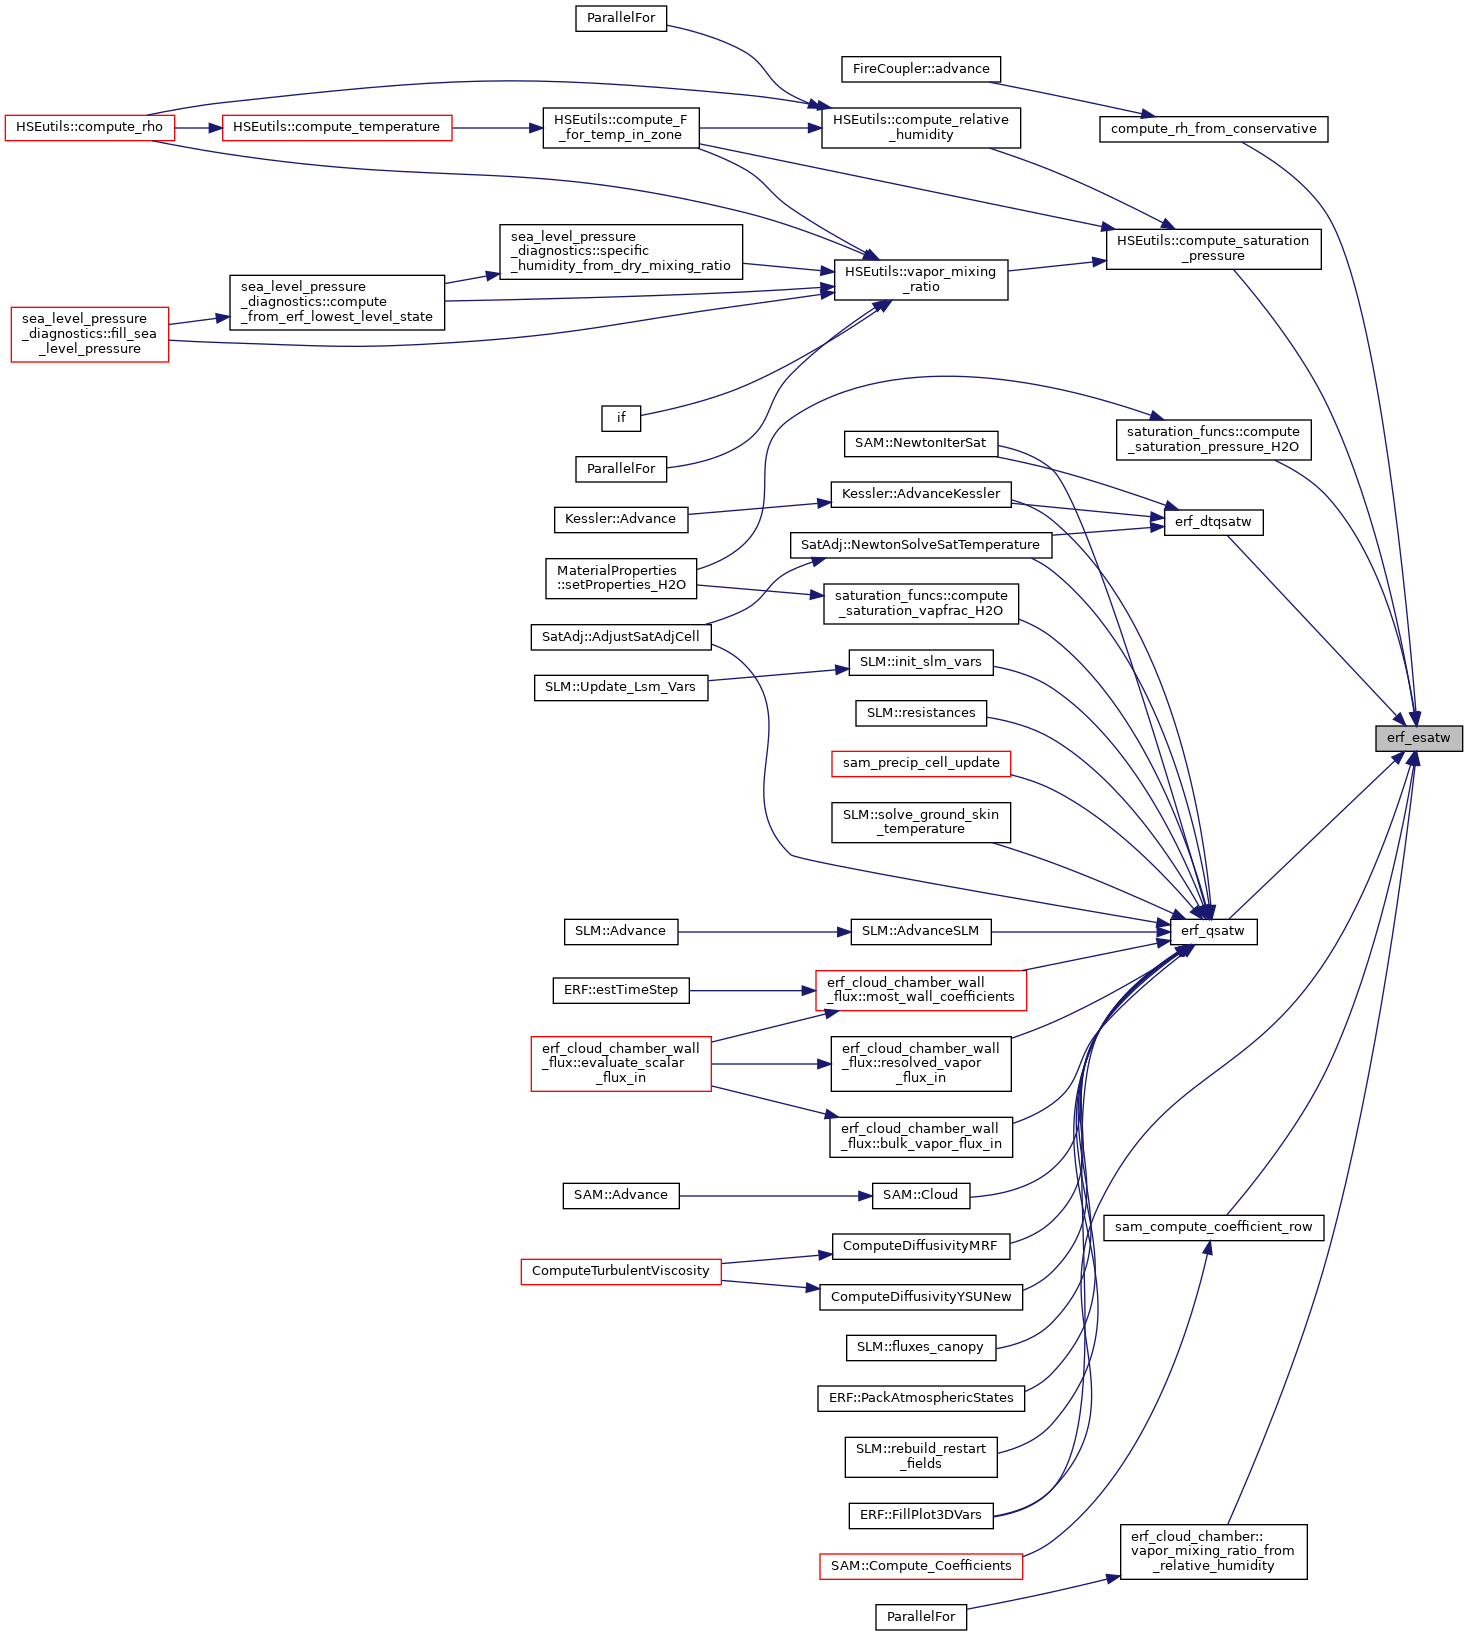 ParallelFor
FireCoupler::advance
HSEutils::compute_rho
HSEutils::compute_temperature
HSEutils::compute_F
_for_temp_in_zone
HSEutils::compute_relative
_humidity
compute_rh_from_conservative
sea_level_pressure
_diagnostics::specific
_humidity_from_dry_mixing_ratio
HSEutils::compute_saturation
_pressure
HSEutils::vapor_mixing
_ratio
sea_level_pressure
_diagnostics::compute
_from_erf_lowest_level_state
sea_level_pressure
_diagnostics::fill_sea
_level_pressure
if
saturation_funcs::compute
_saturation_pressure_H2O
SAM::NewtonIterSat
ParallelFor
Kessler::AdvanceKessler
Kessler::Advance
erf_dtqsatw
SatAdj::NewtonSolveSatTemperature
MaterialProperties
::setProperties_H2O
saturation_funcs::compute
_saturation_vapfrac_H2O
SatAdj::AdjustSatAdjCell
SLM::init_slm_vars
SLM::Update_Lsm_Vars
SLM::resistances
erf_esatw
sam_precip_cell_update
SLM::solve_ground_skin
_temperature
SLM::Advance
SLM::AdvanceSLM
erf_qsatw
ERF::estTimeStep
erf_cloud_chamber_wall
_flux::most_wall_coefficients
erf_cloud_chamber_wall
_flux::evaluate_scalar
_flux_in
erf_cloud_chamber_wall
_flux::resolved_vapor
_flux_in
erf_cloud_chamber_wall
_flux::bulk_vapor_flux_in
SAM::Advance
SAM::Cloud
sam_compute_coefficient_row
ComputeDiffusivityMRF
ComputeTurbulentViscosity
ComputeDiffusivityYSUNew
SLM::fluxes_canopy
ERF::PackAtmosphericStates
SLM::rebuild_restart
_fields
ERF::FillPlot3DVars
erf_cloud_chamber::
vapor_mixing_ratio_from
_relative_humidity
SAM::Compute_Coefficients
ParallelFor